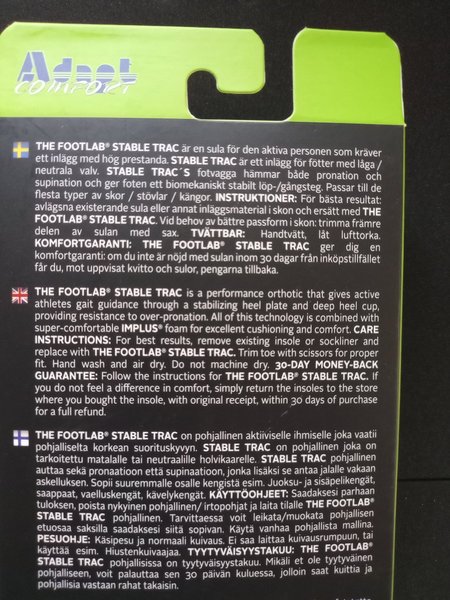 Adapt
COMFORT
THE FOOTLAB® STABLE TRAC är en sula för den aktiva personen som kräver
ett inlägg med hög prestanda. STABLE TRAC är ett inlägg för fötter med låga /
neutrala valv. STABLE TRAC´S fotvagga hämmar både pronation och
supination och ger foten ett biomekaniskt stabilt löp-/gångsteg. Passar till de
flesta typer av skor / stövlar / kängor. INSTRUKTIONER: För bästa resultat:
avlägsna existerande sula eller annat inläggsmaterial i skon och ersätt med THE
FOOTLAB® STABLE TRAC. Vid behov av bättre passform i skon: trimma främre
delen av sulan med sax. TVÄTTBAR: Handtvätt, låt lufttorka.
KOMFORTGARANTI: THE FOOTLAB® STABLE TRAC ger dig en
komfortgaranti: om du inte är nöjd med sulan inom 30 dagar från inköpstillfället
får du, mot uppvisat kvitto och sulor, pengarna tillbaka.
THE FOOTLAB® STABLE TRAC is a performance orthotic that gives active
athletes gait guidance through a stabilizing heel plate and deep heel cup,
providing resistance to over-pronation. All of this technology is combined with
super-comfortable IMPLUS® foam for excellent cushioning and comfort. CARE
INSTRUCTIONS: For best results, remove existing insole or sockliner and
replace with THE FOOTLAB® STABLE TRAC. Trim toe with scissors for proper
fit. Hand wash and air dry. Do not machine dry. 30-DAY MONEY-BACK
GUARANTEE: Follow the instructions for THE FOOTLAB® STABLE TRAC. If
you do not feel a difference in comfort, simply return the insoles to the store
where you bought the insole, with original receipt, within 30 days of purchase
for a full refund.
THE FOOTLAB® STABLE TRAC on pohjallinen aktiiviselle ihmiselle joka vaatii
pohjalliselta korkean suorituskyvyn. STABLE TRAC on pohjallinen joka on
tarkoitettu matalalle tai neutraalille holvikaarelle. STABLE TRAC pohjallinen
auttaa sekä pronaatioon että supinaatioon, jonka lisäksi se antaa jalalle vakaan
askelluksen. Sopii suuremmalle osalle kengistä esim. Juoksu- ja sisäpelikengät,
saappaat, vaelluskengät, kävelykengät. KÄYTTÖOHJEET: Saadaksesi parhaan
tuloksen, poista nykyinen pohjallinen/ irtopohjat ja laita tilalle THE FOOTLAB®
STABLE TRAC pohjallinen. Tarvittaessa voit leikata/muokata pohjallisen
etuosaa saksilla saadaksesi siitä sopivan. Käytä vanhaa pohjallista mallina.
PESUOHJE: Käsipesu ja normaali kuivaus. Ei saa laittaa kuivausrumpuun, tai
käyttää esim. Hiustenkuivaajaa. TYYTYVÄISYYSTAKUU: THE FOOTLAB®
STABLE TRAC pohjallisissa on tyytyväisyystakuu. Mikäli et ole tyytyväinen
pohjalliseen, voit palauttaa sen 30 päivän kuluessa, jolloin saat kuittia ja
pohjallisia vastaan rahat takaisin.